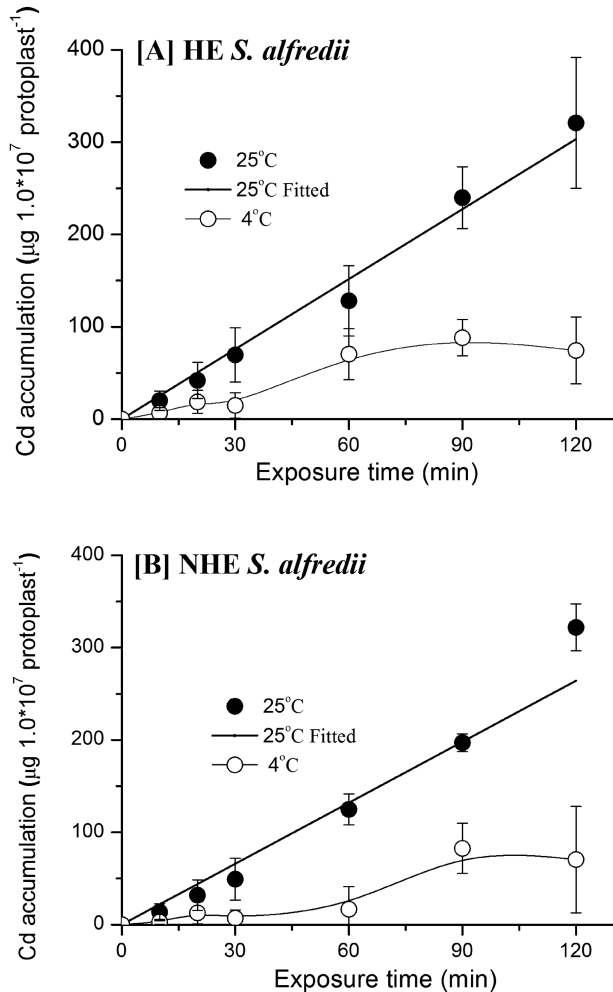 [A] HE S. alfredii
400
300
200
100
0
Cd accumulation (µg 1.0*10⁷ protoplast⁻¹)
25°C
25°C Fitted
4°C
0 30 60 90 120
Exposure time (min)
[B] NHE S. alfredii
400
300
200
100
0
Cd accumulation (µg 1.0*10⁷ protoplast⁻¹)
25°C
25°C Fitted
4°C
0 30 60 90 120
Exposure time (min)